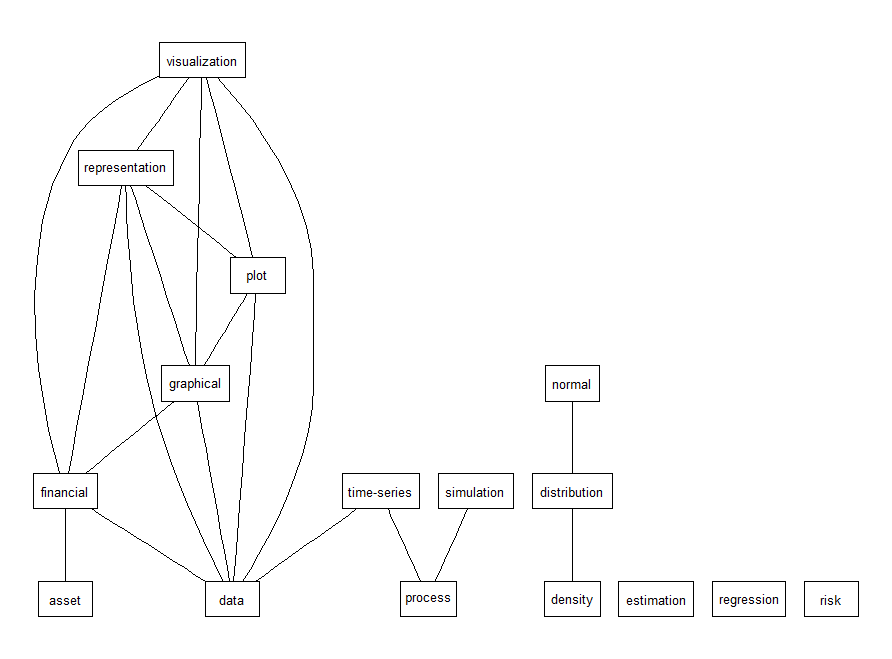 visualization
representation
plot
graphical
normal
financial
time-series
simulation
distribution
asset
data
process
density
estimation
regression
risk